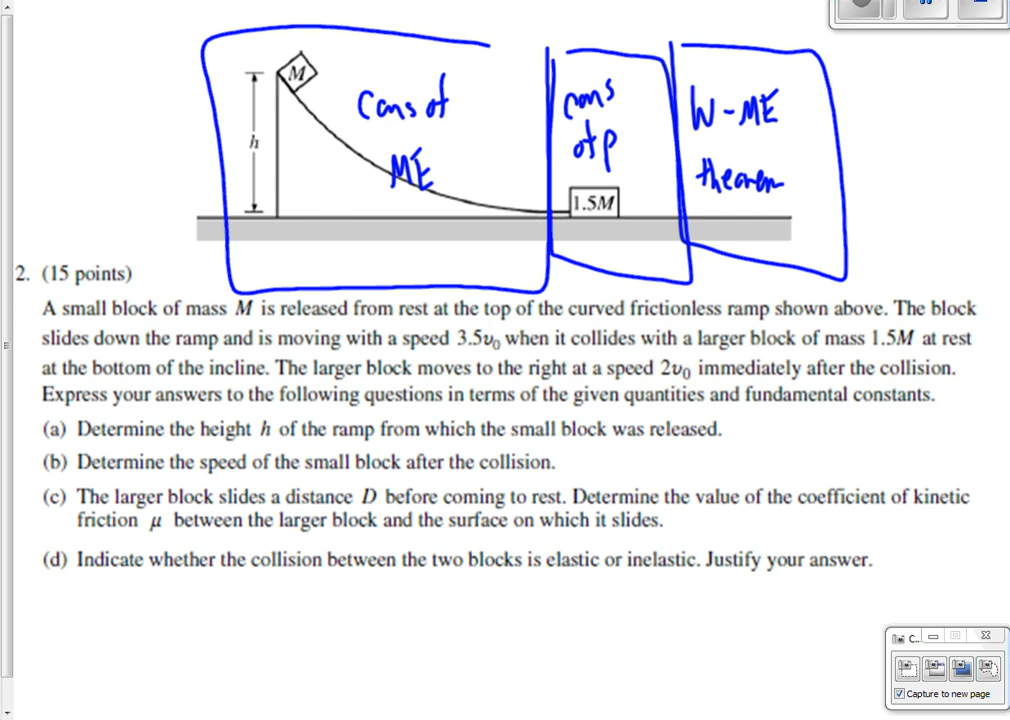 M
h
1.5M
Cons of
ME
cons
of p
W-ME
theorem
2. (15 points)
A small block of mass M is released from rest at the top of the curved frictionless ramp shown above. The block
slides down the ramp and is moving with a speed 3.5υ₀ when it collides with a larger block of mass 1.5M at rest
at the bottom of the incline. The larger block moves to the right at a speed 2υ₀ immediately after the collision.
Express your answers to the following questions in terms of the given quantities and fundamental constants.
(a) Determine the height h of the ramp from which the small block was released.
(b) Determine the speed of the small block after the collision.
(c) The larger block slides a distance D before coming to rest. Determine the value of the coefficient of kinetic
friction μ between the larger block and the surface on which it slides.
(d) Indicate whether the collision between the two blocks is elastic or inelastic. Justify your answer.
C...
Capture to new page